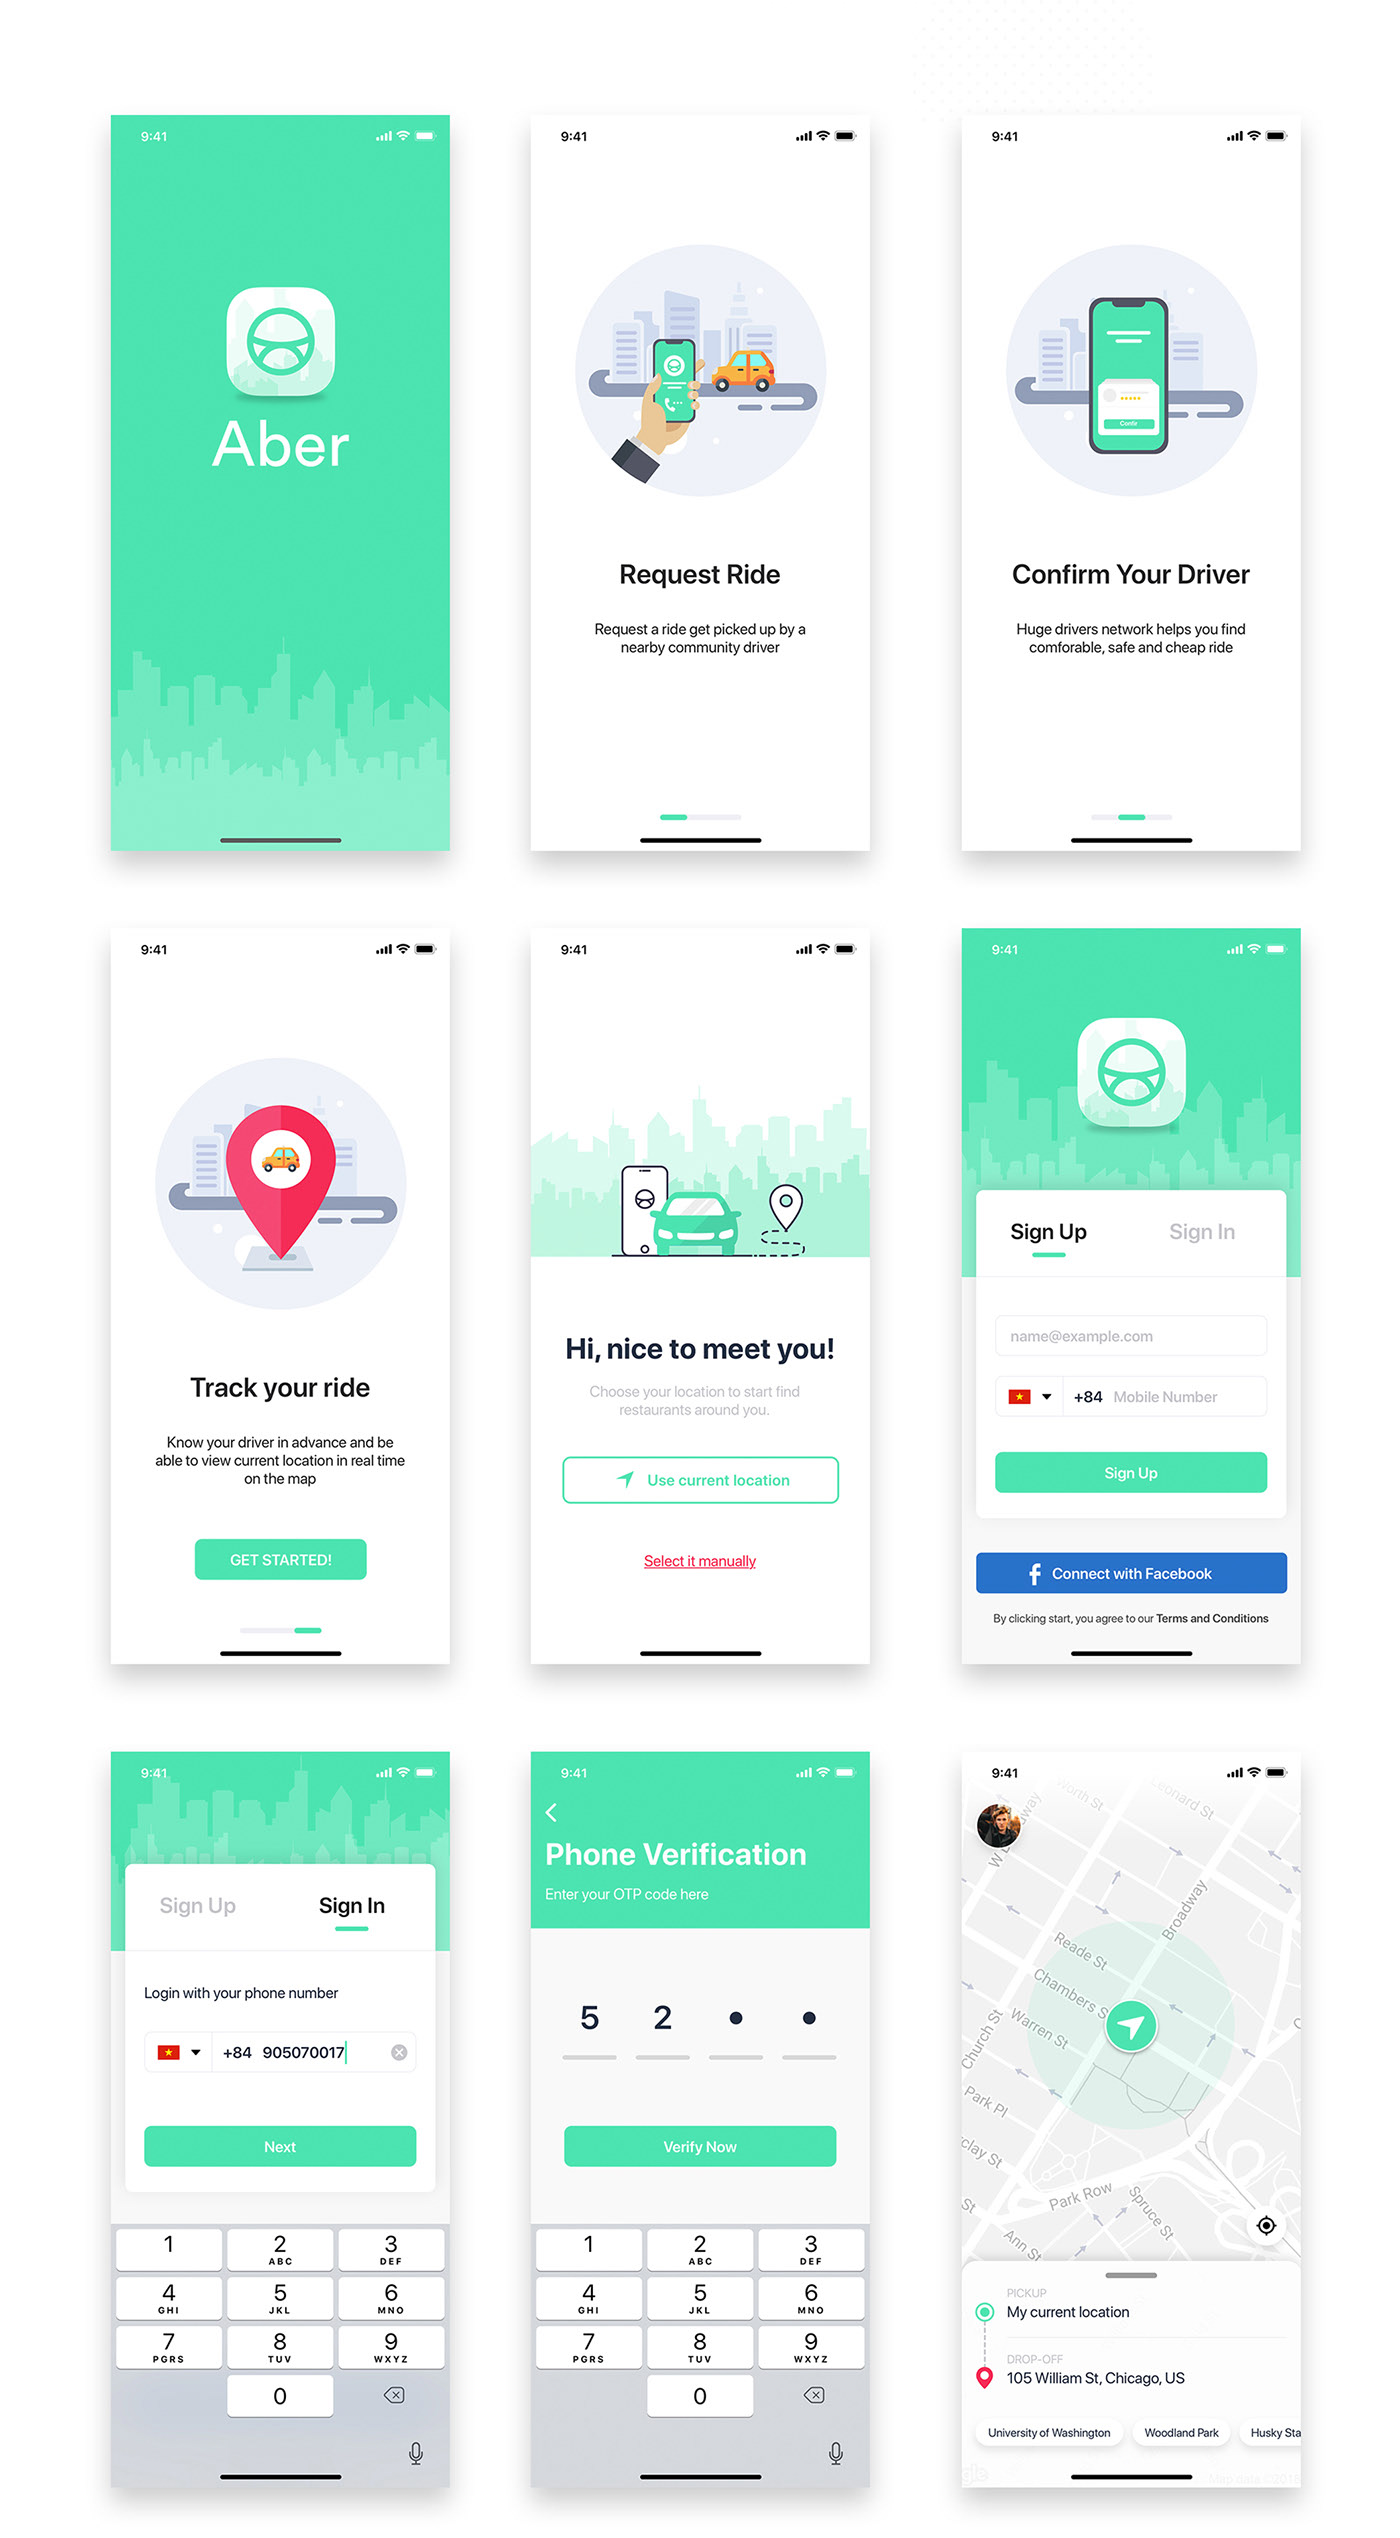 9:41
Aber
9:41
Request Ride
Request a ride get picked up by a
nearby community driver
9:41
Confir
Confirm Your Driver
Huge drivers network helps you find
comforable, safe and cheap ride
9:41
Track your ride
Know your driver in advance and be
able to view current location in real time
on the map
GET STARTED!
9:41
Hi, nice to meet you!
Choose your location to start find
restaurants around you.
Use current location
Select it manually
9:41
Sign Up
Sign In
name@example.com
+84 Mobile Number
Sign Up
f Connect with Facebook
By clicking start, you agree to our Terms and Conditions
9:41
Sign Up
Sign In
Login with your phone number
+84 905070017
Next
1
2 ABC
3 DEF
4 GHI
5 JKL
6 MNO
7 PGRS
8 TUV
9 WXYZ
0
9:41
Phone Verification
Enter your OTP code here
5 2
Verify Now
1
2 ABC
3 DEF
4 GHI
5 JKL
6 MNO
7 PGRS
8 TUV
9 WXYZ
0
9:41
Worth St
Leonard St
W Broadway
Broadway
Reade St
Chambers S
Warren St
Church St
Park Pl
clay St
St
Park Row
Spruce St
Ann St
PICKUP
My current location
DROP-OFF
105 William St, Chicago, US
University of Washington
Woodland Park
Husky Sta
gle
Map data ©2018